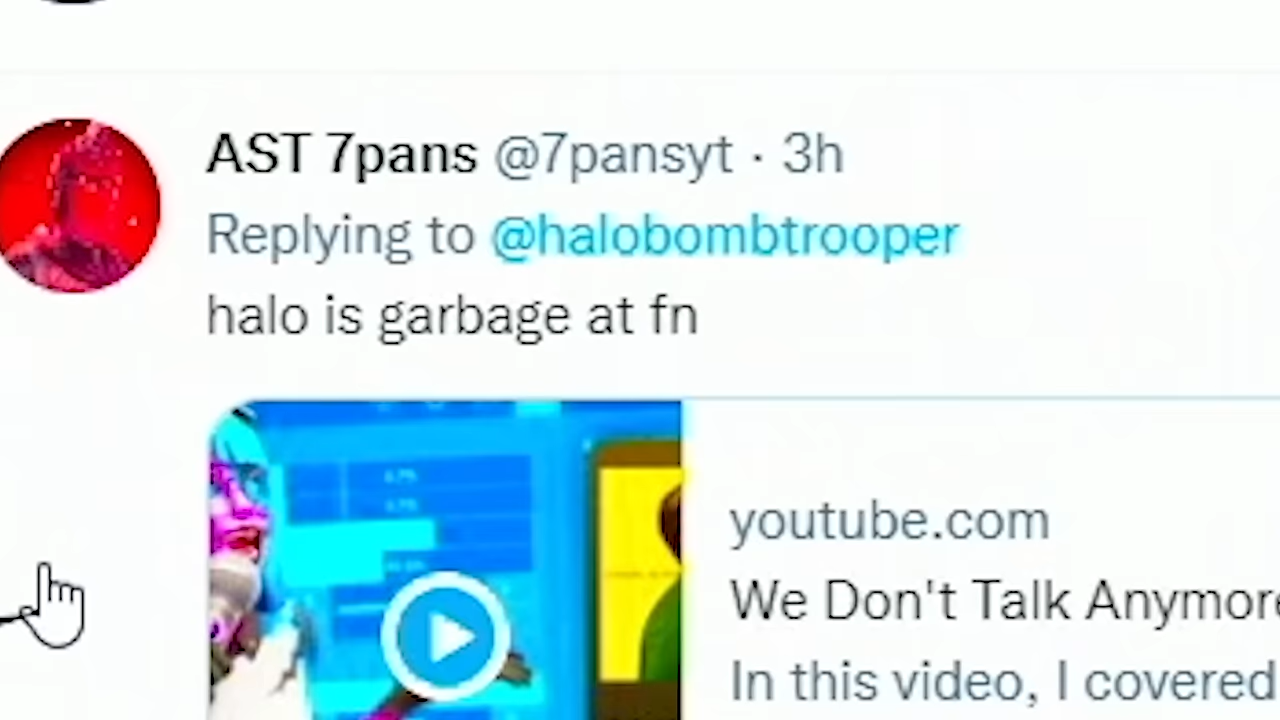 AST 7pans @7pansyt · 3h
Replying to @halobombtrooper
halo is garbage at fn
youtube.com
We Don't Talk Anymore
In this video, I covered